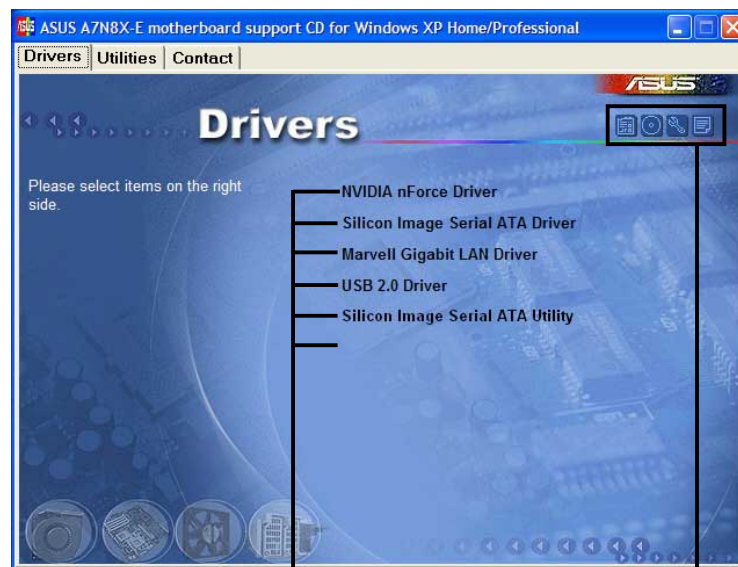 ASUS A7N8X-E motherboard support CD for Windows XP Home/Professional
Drivers Utilities Contact
ASUS
Drivers
Please select items on the right
side.
NVIDIA nForce Driver
Silicon Image Serial ATA Driver
Marvell Gigabit LAN Driver
USB 2.0 Driver
Silicon Image Serial ATA Utility